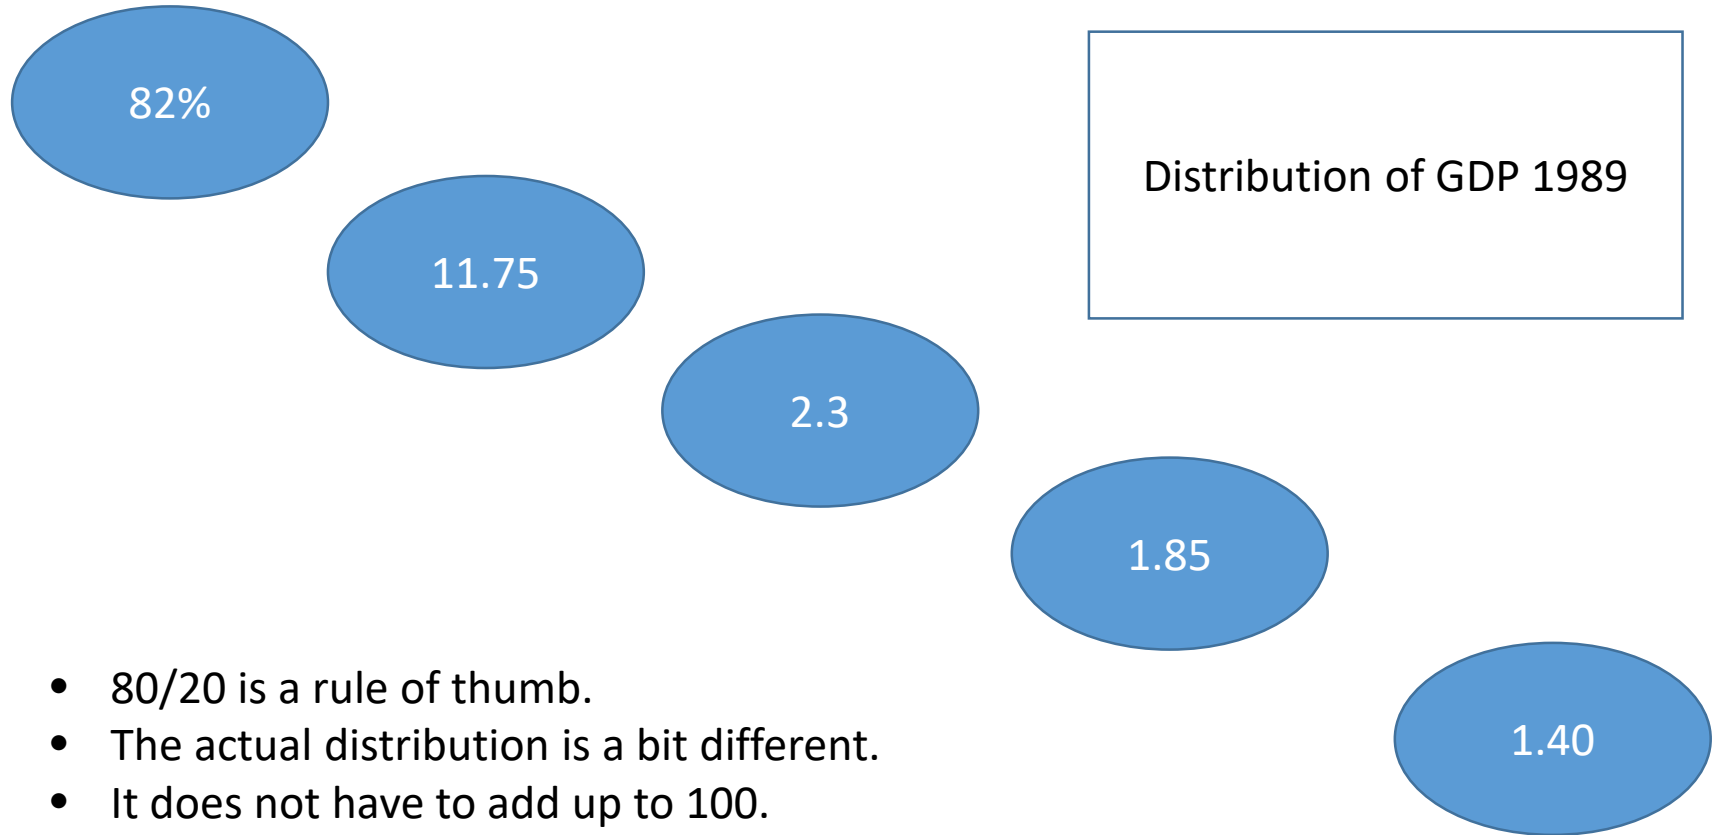 82%
Distribution of GDP 1989
11.75
2.3
1.85
1.40
• 80/20 is a rule of thumb.
• The actual distribution is a bit different.
• It does not have to add up to 100.